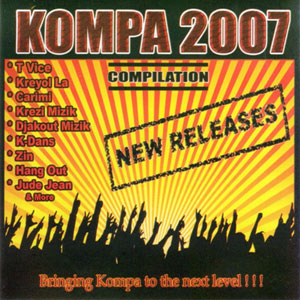 KOMPA 2007
COMPILATION
* T Vice
* Kreyol La
* Carimi
* Krezi Mizik
* Djakout Mizik
* K-Dans
* Zin
* Hang Out
* Jude Jean
& More
NEW RELEASES
Bringing Kompa to the next level ! ! !